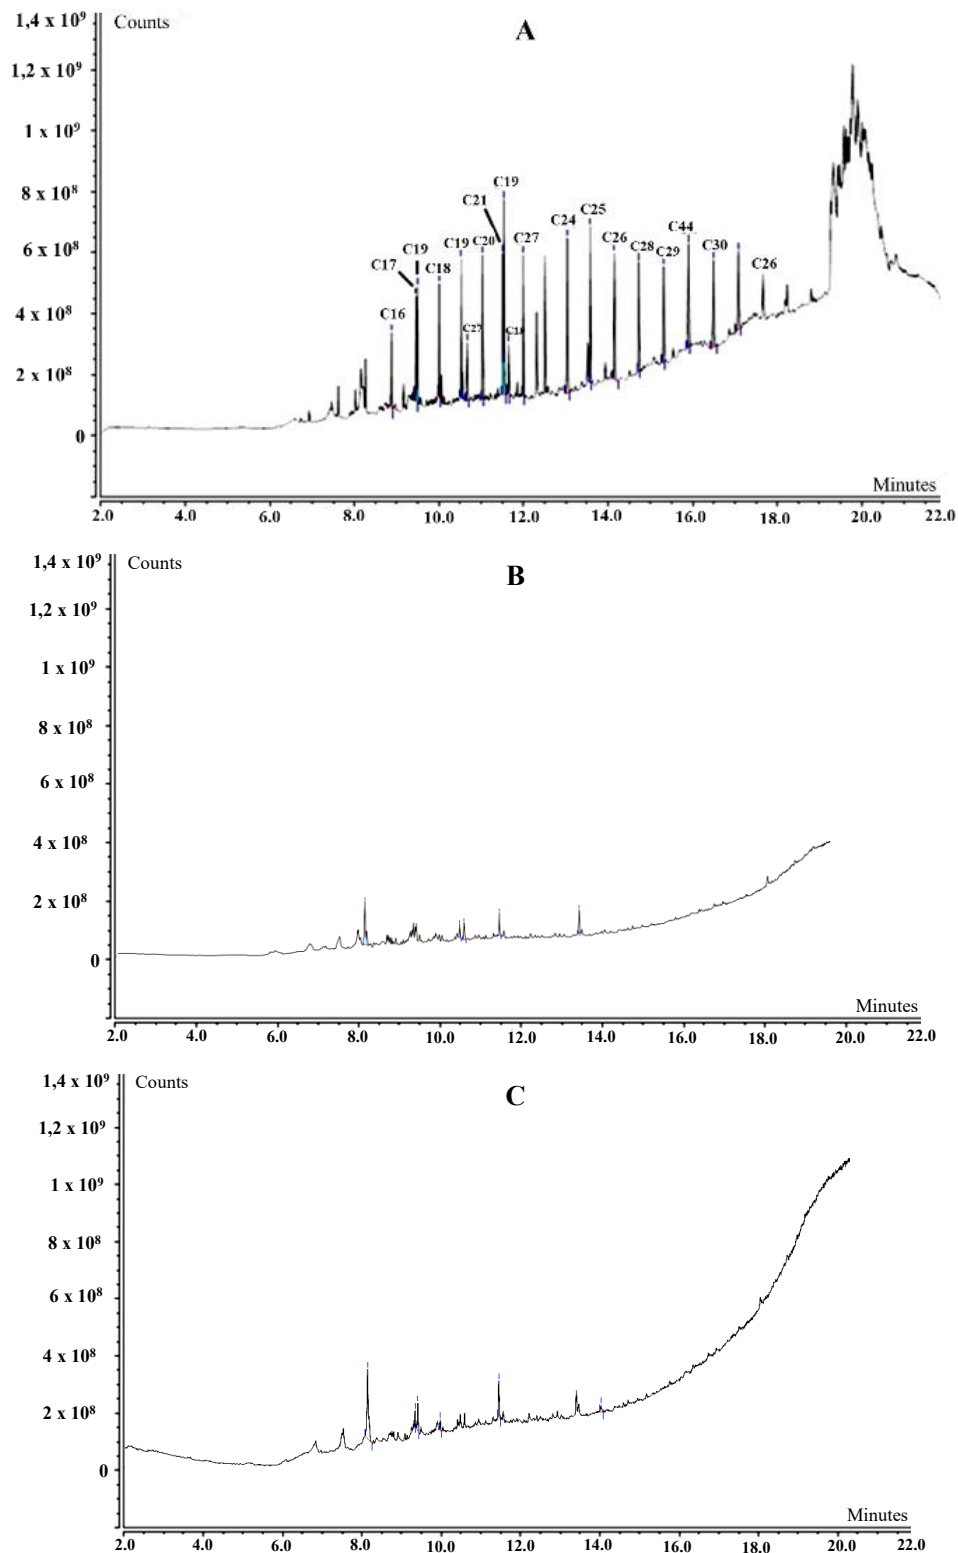 1,4 x 10⁹ Counts A
1,2 x 10⁹
1 x 10⁹
8 x 10⁸
6 x 10⁸
4 x 10⁸
2 x 10⁸
0
C16
C17
C19
C18
C19
C27
C20
C21
C19
C18
C27
C24
C25
C26
C28
C29
C44
C30
C26
Minutes
2.0 4.0 6.0 8.0 10.0 12.0 14.0 16.0 18.0 20.0 22.0
1,4 x 10⁹ Counts B
1,2 x 10⁹
1 x 10⁹
8 x 10⁸
6 x 10⁸
4 x 10⁸
2 x 10⁸
0
Minutes
2.0 4.0 6.0 8.0 10.0 12.0 14.0 16.0 18.0 20.0 22.0
1,4 x 10⁹ Counts C
1,2 x 10⁹
1 x 10⁹
8 x 10⁸
6 x 10⁸
4 x 10⁸
2 x 10⁸
0
Minutes
2.0 4.0 6.0 8.0 10.0 12.0 14.0 16.0 18.0 20.0 22.0